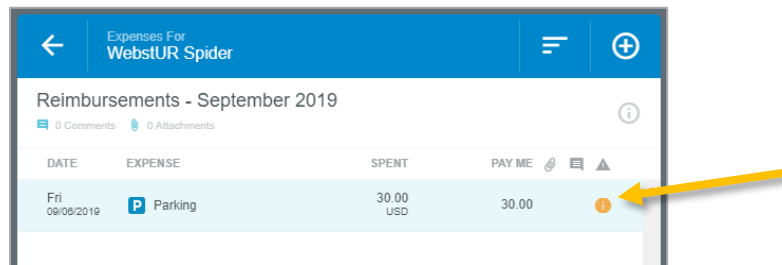 Expenses For
WebstUR Spider
Reimbursements - September 2019
0 Comments 0 Attachments
DATE EXPENSE SPENT PAY ME
Fri
09/06/2019
P Parking
30.00
USD
30.00